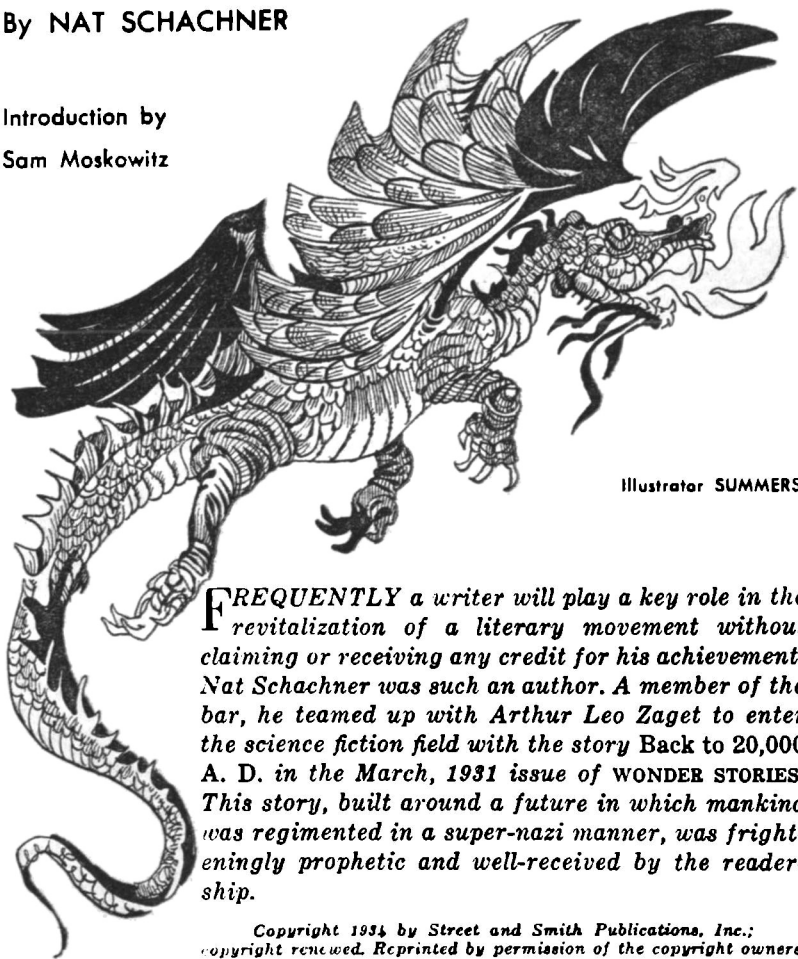 By NAT SCHACHNER
Introduction by
Sam Moskowitz
Illustrator SUMMERS
FREQUENTLY a writer will play a key role in the
revitalization of a literary movement withou
claiming or receiving any credit for his achievement
Nat Schachner was such an author. A member of the
bar, he teamed up with Arthur Leo Zaget to enter
the science fiction field with the story Back to 20,000
A. D. in the March, 1931 issue of WONDER STORIES
This story, built around a future in which mankind
was regimented in a super-nazi manner, was fright-
eningly prophetic and well-received by the reader
ship.
Copyright 1934 by Street and Smith Publications, Inc.;
copyright renewed. Reprinted by permission of the copyright owners